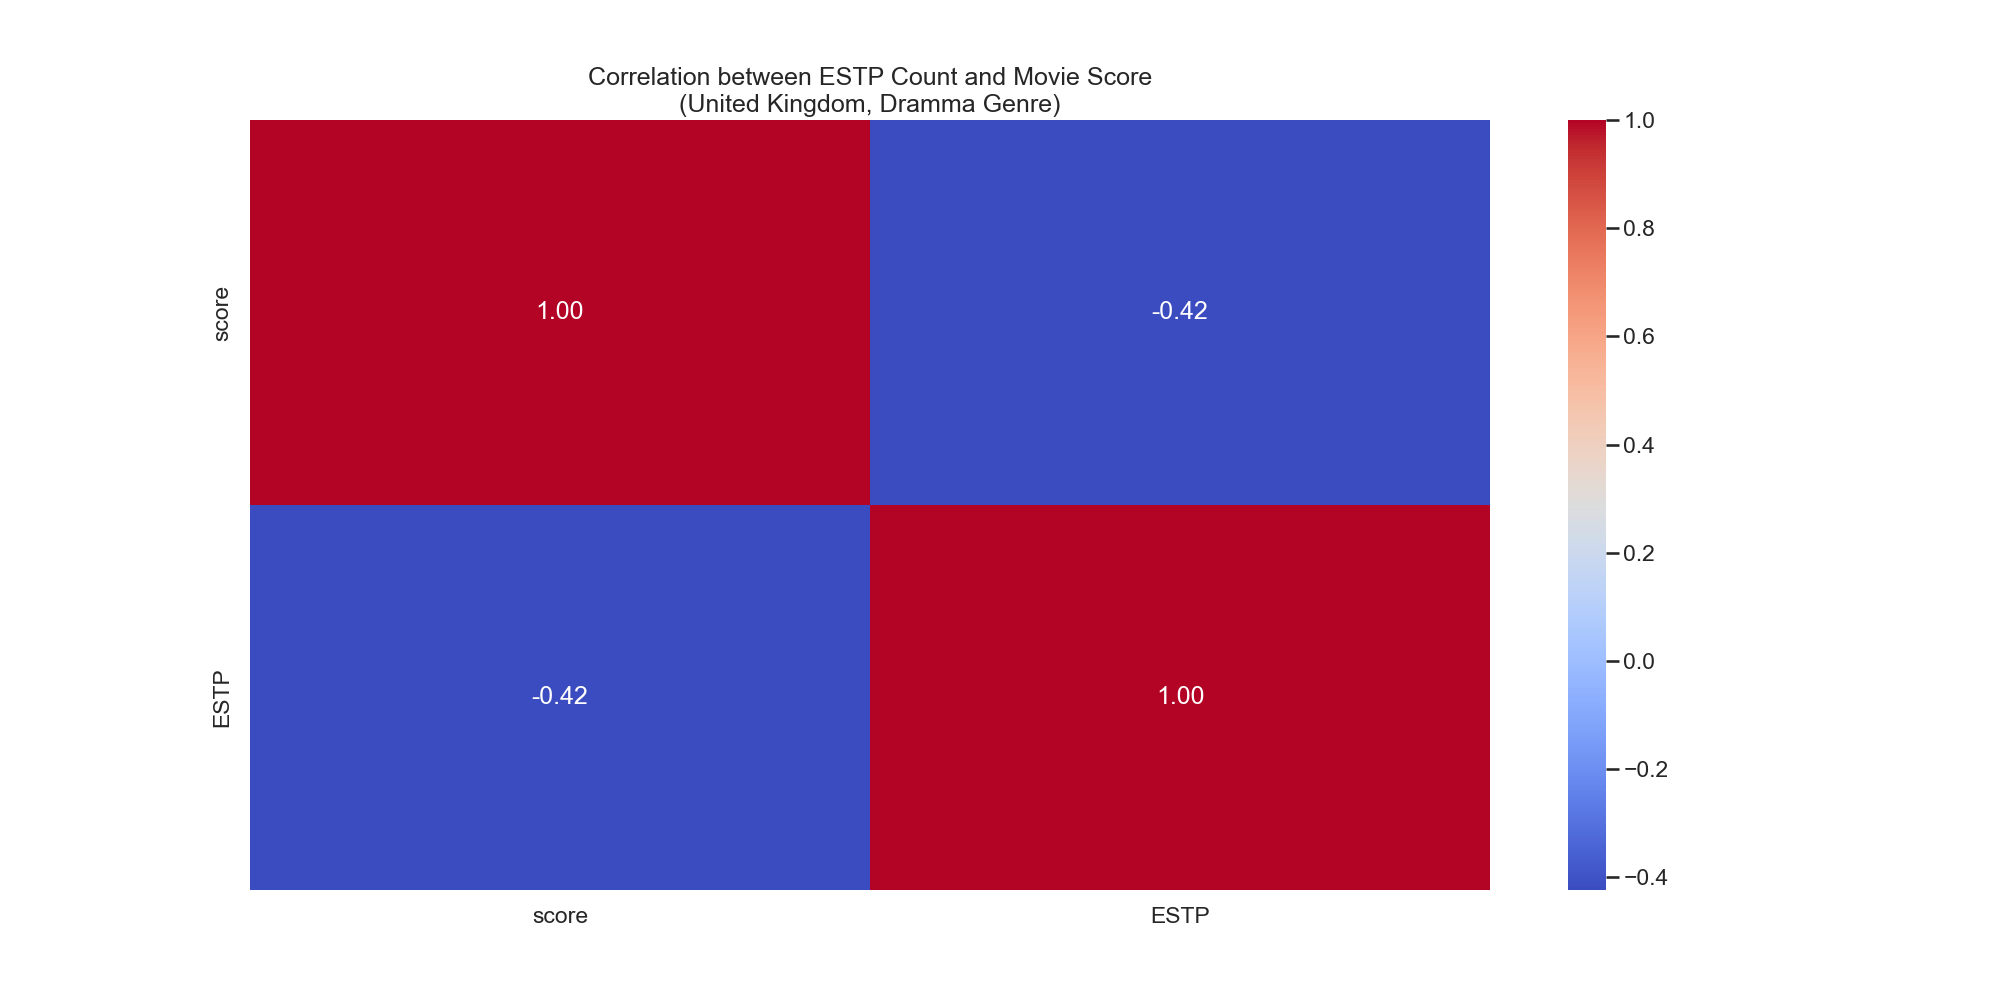 Correlation between ESTP Count and Movie Score
(United Kingdom, Dramma Genre)
score
1.00
-0.42
ESTP
-0.42
1.00
score
ESTP
1.0
0.8
0.6
0.4
0.2
0.0
−0.2
−0.4